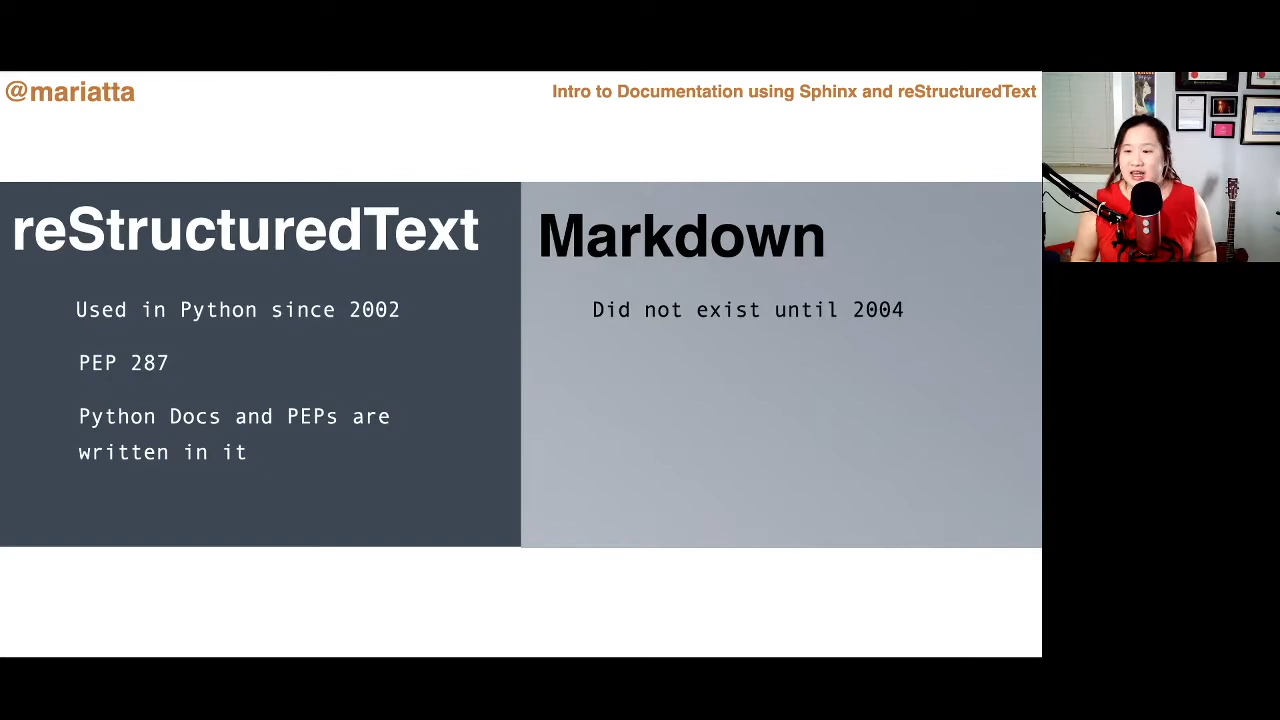 @mariatta
Intro to Documentation using Sphinx and reStructuredText
reStructuredText
Used in Python since 2002
PEP 287
Python Docs and PEPs are
written in it
Markdown
Did not exist until 2004